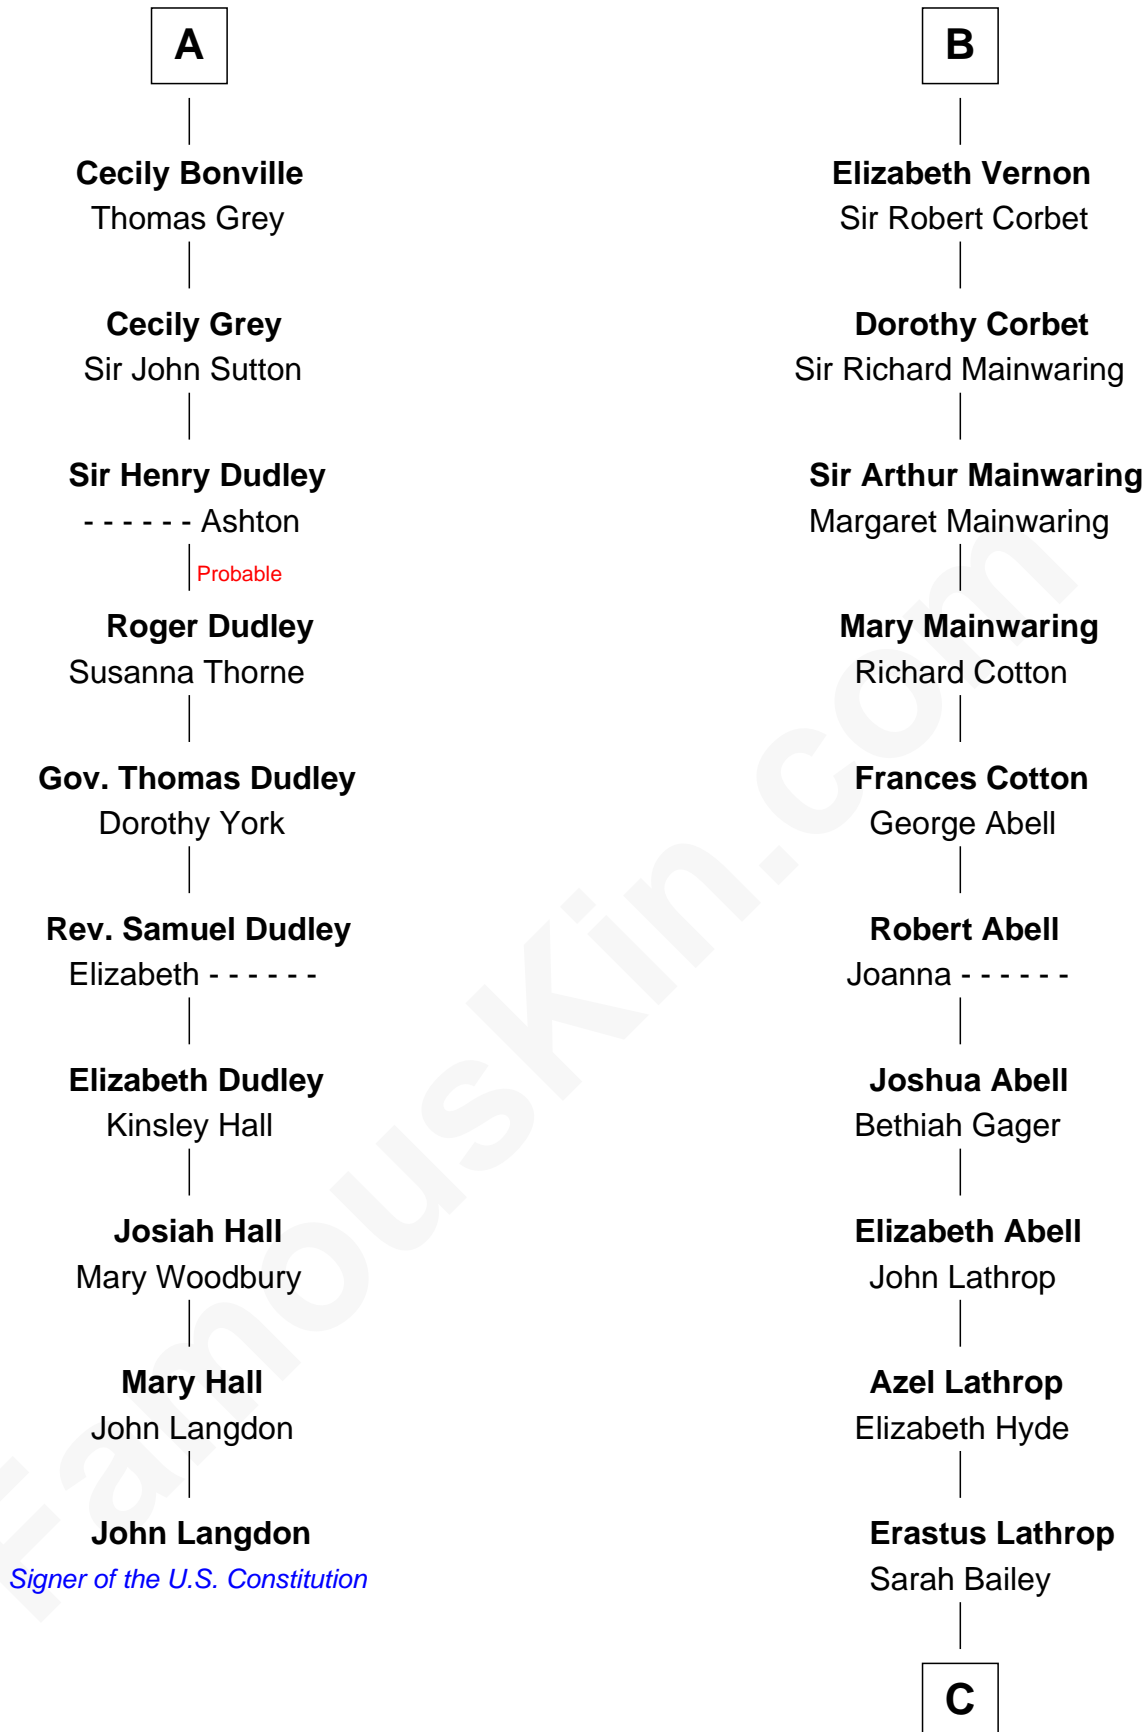 A
Cecily Bonville
Thomas Grey
Cecily Grey
Sir John Sutton
Sir Henry Dudley
- - - - - - Ashton
Probable
Roger Dudley
Susanna Thorne
Gov. Thomas Dudley
Dorothy York
Rev. Samuel Dudley
Elizabeth - - - - - -
Elizabeth Dudley
Kinsley Hall
Josiah Hall
Mary Woodbury
Mary Hall
John Langdon
John Langdon
Signer of the U.S. Constitution
B
Elizabeth Vernon
Sir Robert Corbet
Dorothy Corbet
Sir Richard Mainwaring
Sir Arthur Mainwaring
Margaret Mainwaring
Mary Mainwaring
Richard Cotton
Frances Cotton
George Abell
Robert Abell
Joanna - - - - - -
Joshua Abell
Bethiah Gager
Elizabeth Abell
John Lathrop
Azel Lathrop
Elizabeth Hyde
Erastus Lathrop
Sarah Bailey
C
FamousKin.com